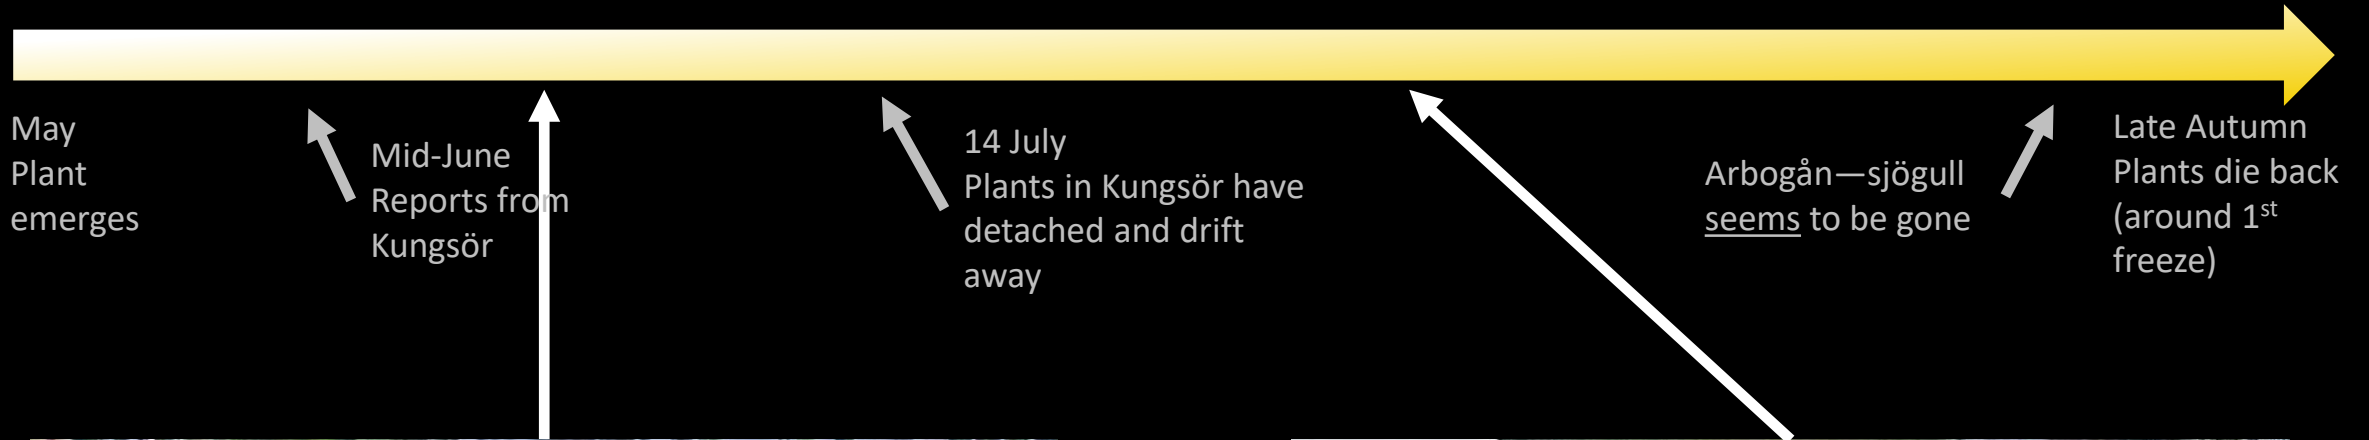 May
Plant
emerges
Mid-June
Reports from
Kungsör
14 July
Plants in Kungsör have
detached and drift
away
Arbogån—sjögull
seems to be gone
Late Autumn
Plants die back
(around 1st
freeze)